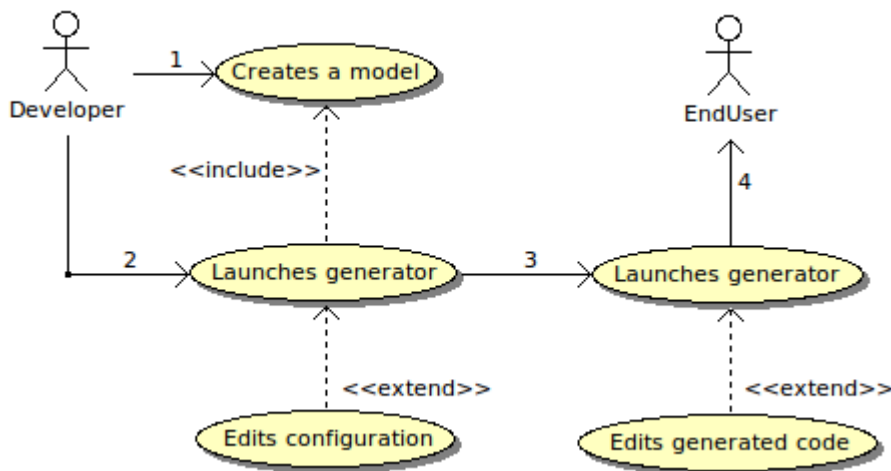 1
Creates a model
Developer
EndUser
<<include>>
4
2
Launches generator
3
Launches generator
<<extend>>
<<extend>>
Edits configuration
Edits generated code